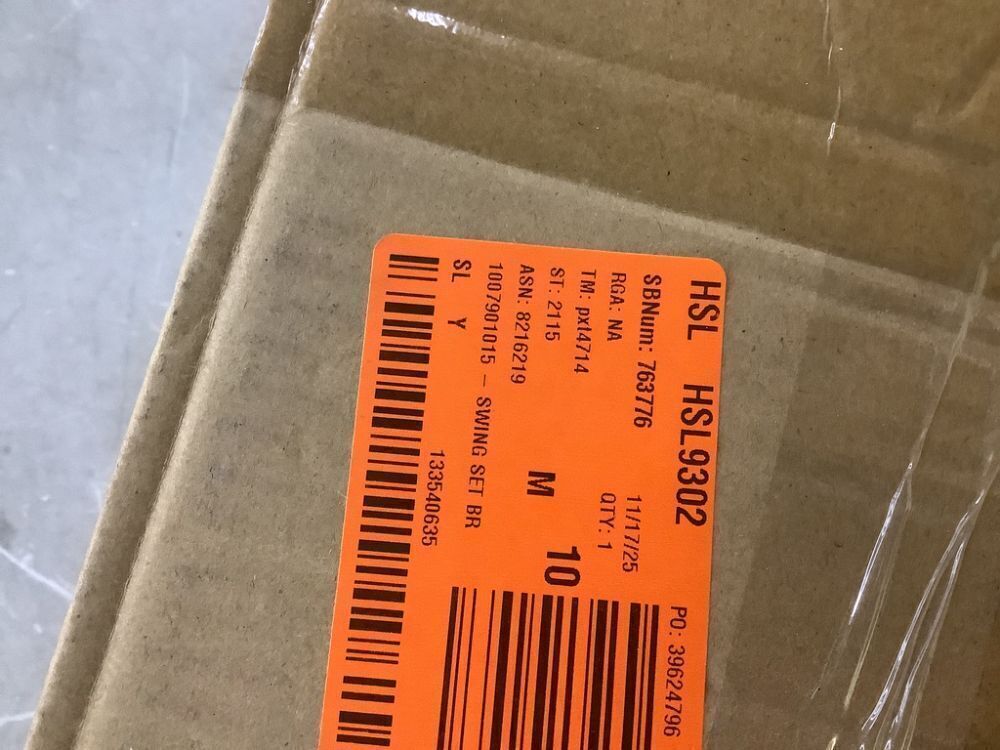 HSL HSL9302
SBNum: 763776
RGA: NA 11/17/25
TM: pxt4714 QTY: 1
ST: 2115
ASN: 8216219 M 10
1007901015 - SWING SET BR
SL Y
133540635
PO: 39624796